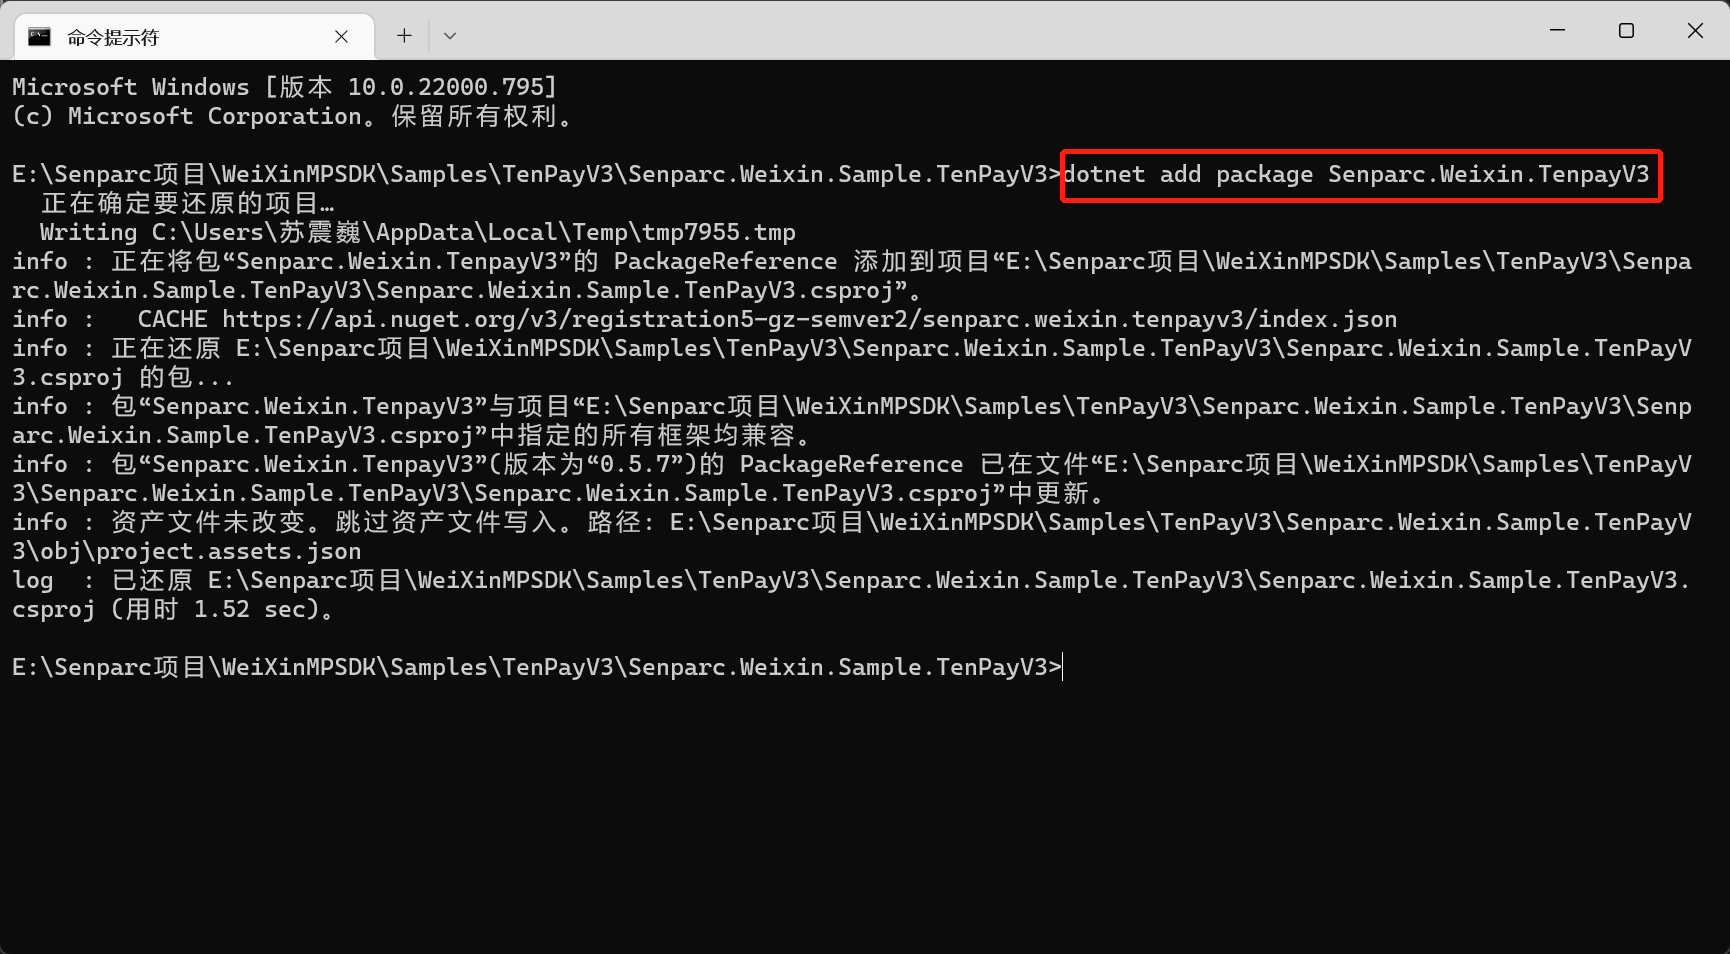 命令提示符
Microsoft Windows [版本 10.0.22000.795]
(c) Microsoft Corporation。保留所有权利。
E:\Senparc项目\WeiXinMPSDK\Samples\TenPayV3\Senparc.Weixin.Sample.TenPayV3>dotnet add package Senparc.Weixin.TenpayV3
正在确定要还原的项目…
Writing C:\Users\苏震巍\AppData\Local\Temp\tmp7955.tmp
info : 正在将包“Senparc.Weixin.TenpayV3”的 PackageReference 添加到项目“E:\Senparc项目\WeiXinMPSDK\Samples\TenPayV3\Senpa
rc.Weixin.Sample.TenPayV3\Senparc.Weixin.Sample.TenPayV3.csproj”。
info :   CACHE https://api.nuget.org/v3/registration5-gz-semver2/senparc.weixin.tenpayv3/index.json
info : 正在还原 E:\Senparc项目\WeiXinMPSDK\Samples\TenPayV3\Senparc.Weixin.Sample.TenPayV3\Senparc.Weixin.Sample.TenPayV
3.csproj 的包...
info : 包“Senparc.Weixin.TenpayV3”与项目“E:\Senparc项目\WeiXinMPSDK\Samples\TenPayV3\Senparc.Weixin.Sample.TenPayV3\Senp
arc.Weixin.Sample.TenPayV3.csproj”中指定的所有框架均兼容。
info : 包“Senparc.Weixin.TenpayV3”(版本为“0.5.7”)的 PackageReference 已在文件“E:\Senparc项目\WeiXinMPSDK\Samples\TenPayV
3\Senparc.Weixin.Sample.TenPayV3\Senparc.Weixin.Sample.TenPayV3.csproj”中更新。
info : 资产文件未改变。跳过资产文件写入。路径: E:\Senparc项目\WeiXinMPSDK\Samples\TenPayV3\Senparc.Weixin.Sample.TenPayV
3\obj\project.assets.json
log  : 已还原 E:\Senparc项目\WeiXinMPSDK\Samples\TenPayV3\Senparc.Weixin.Sample.TenPayV3\Senparc.Weixin.Sample.TenPayV3.
csproj (用时 1.52 sec)。
E:\Senparc项目\WeiXinMPSDK\Samples\TenPayV3\Senparc.Weixin.Sample.TenPayV3>